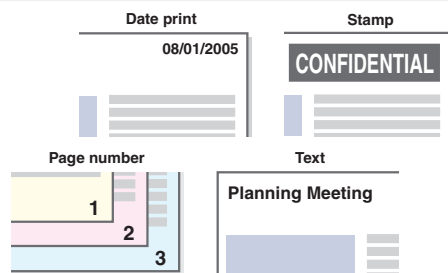 Date print
08/01/2005
Stamp
CONFIDENTIAL
Page number
1
2
3
Text
Planning Meeting